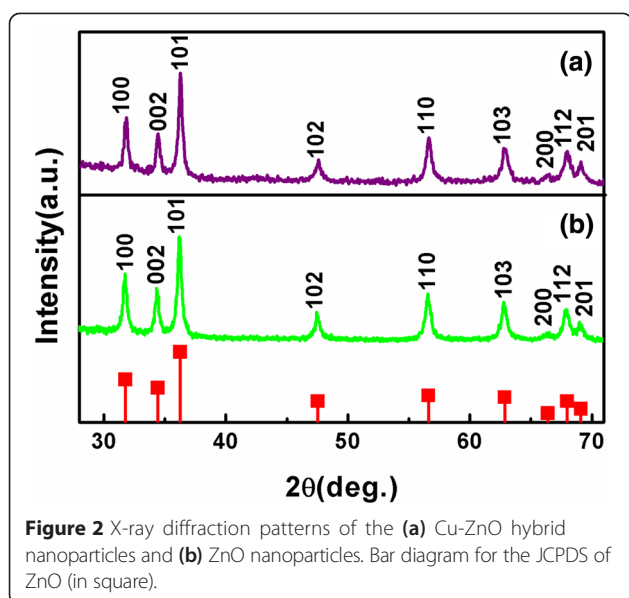 (a)
100
002
101
102
110
103
200
112
201
(b)
100
002
101
102
110
103
200
112
201
Intensity(a.u.)
30 40 50 60 70
2θ(deg.)
Figure 2 X-ray diffraction patterns of the (a) Cu-ZnO hybrid
nanoparticles and (b) ZnO nanoparticles. Bar diagram for the JCPDS of
ZnO (in square).